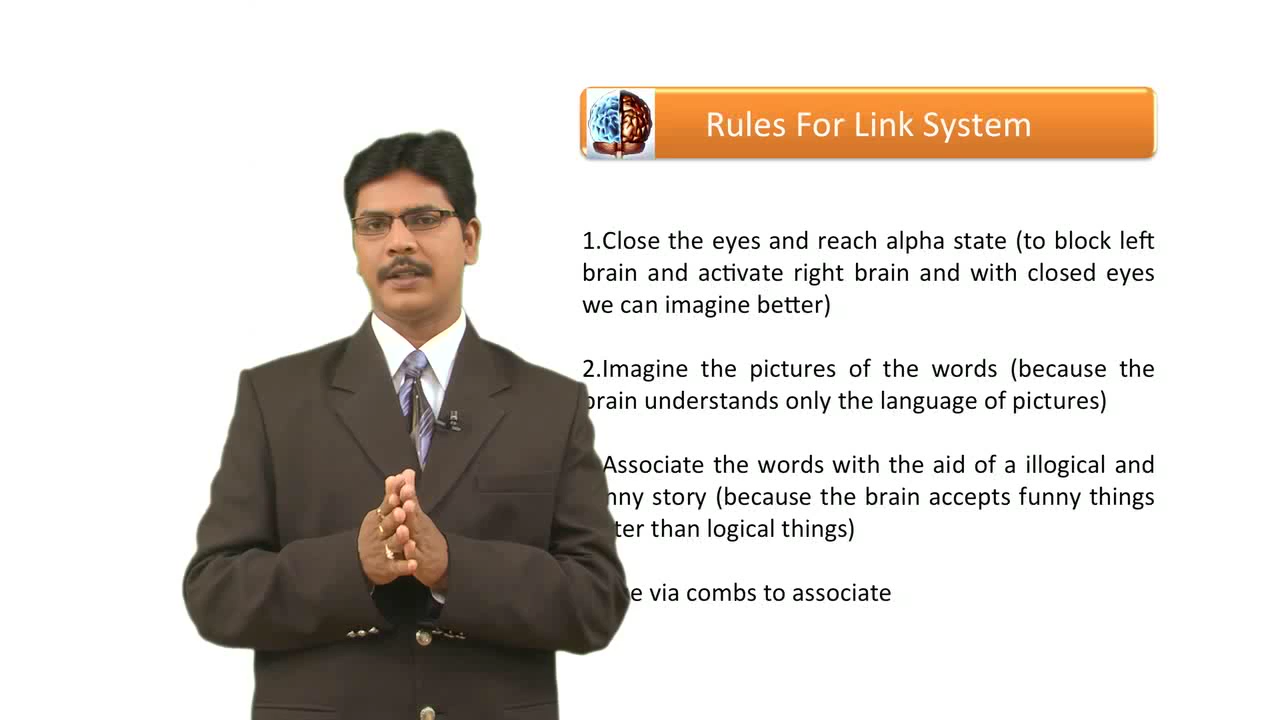 Rules For Link System
1.Close the eyes and reach alpha state (to block left
brain and activate right brain and with closed eyes
we can imagine better)
2.Imagine the pictures of the words (because the
brain understands only the language of pictures)
Associate the words with the aid of a illogical and
story (because the brain accepts funny things
than logical things)
via combs to associate